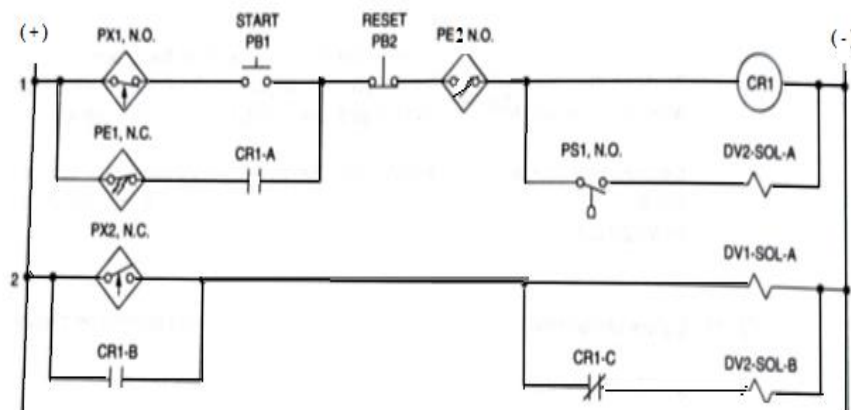 START
RESET
(+)
PX1, N.O.
PB1
PB2
PE2 N.O.
(-)
1
CR1
PE1, N.C.
CR1-A
PS1, N.O.
DV2-SOL-A
PX2, N.C.
DV1-SOL-A
2
CR1-B
CR1-C
DV2-SOL-B